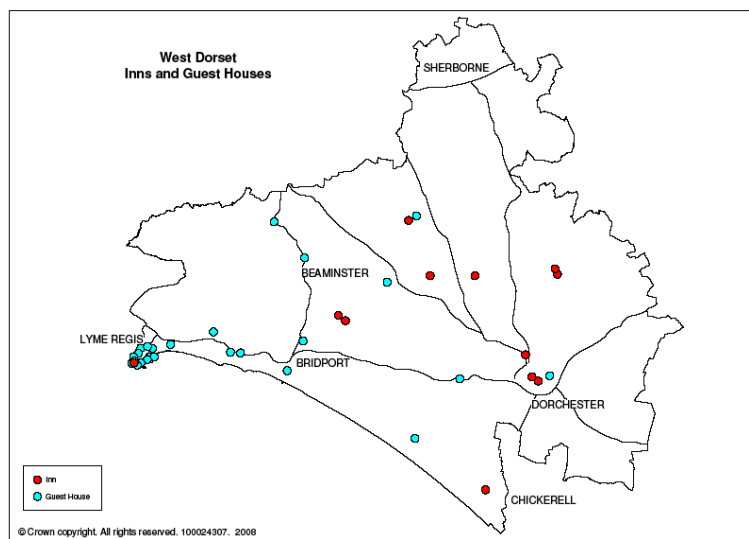 West Dorset
Inns and Guest Houses
SHERBORNE
BEAMINSTER
LYME REGIS
BRIDPORT
DORCHESTER
CHICKERELL
Inn
Guest House
© Crown copyright. All rights reserved. 100024307. 2008